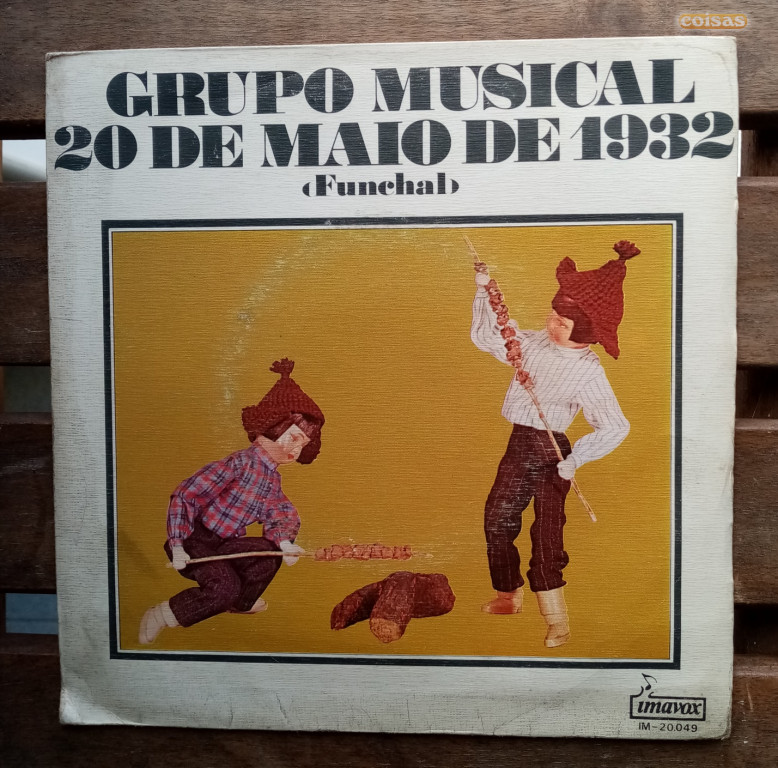 coisas
GRUPO MUSICAL
20 DE MAIO DE 1932
(Funchal)
imavox
IM-20.049